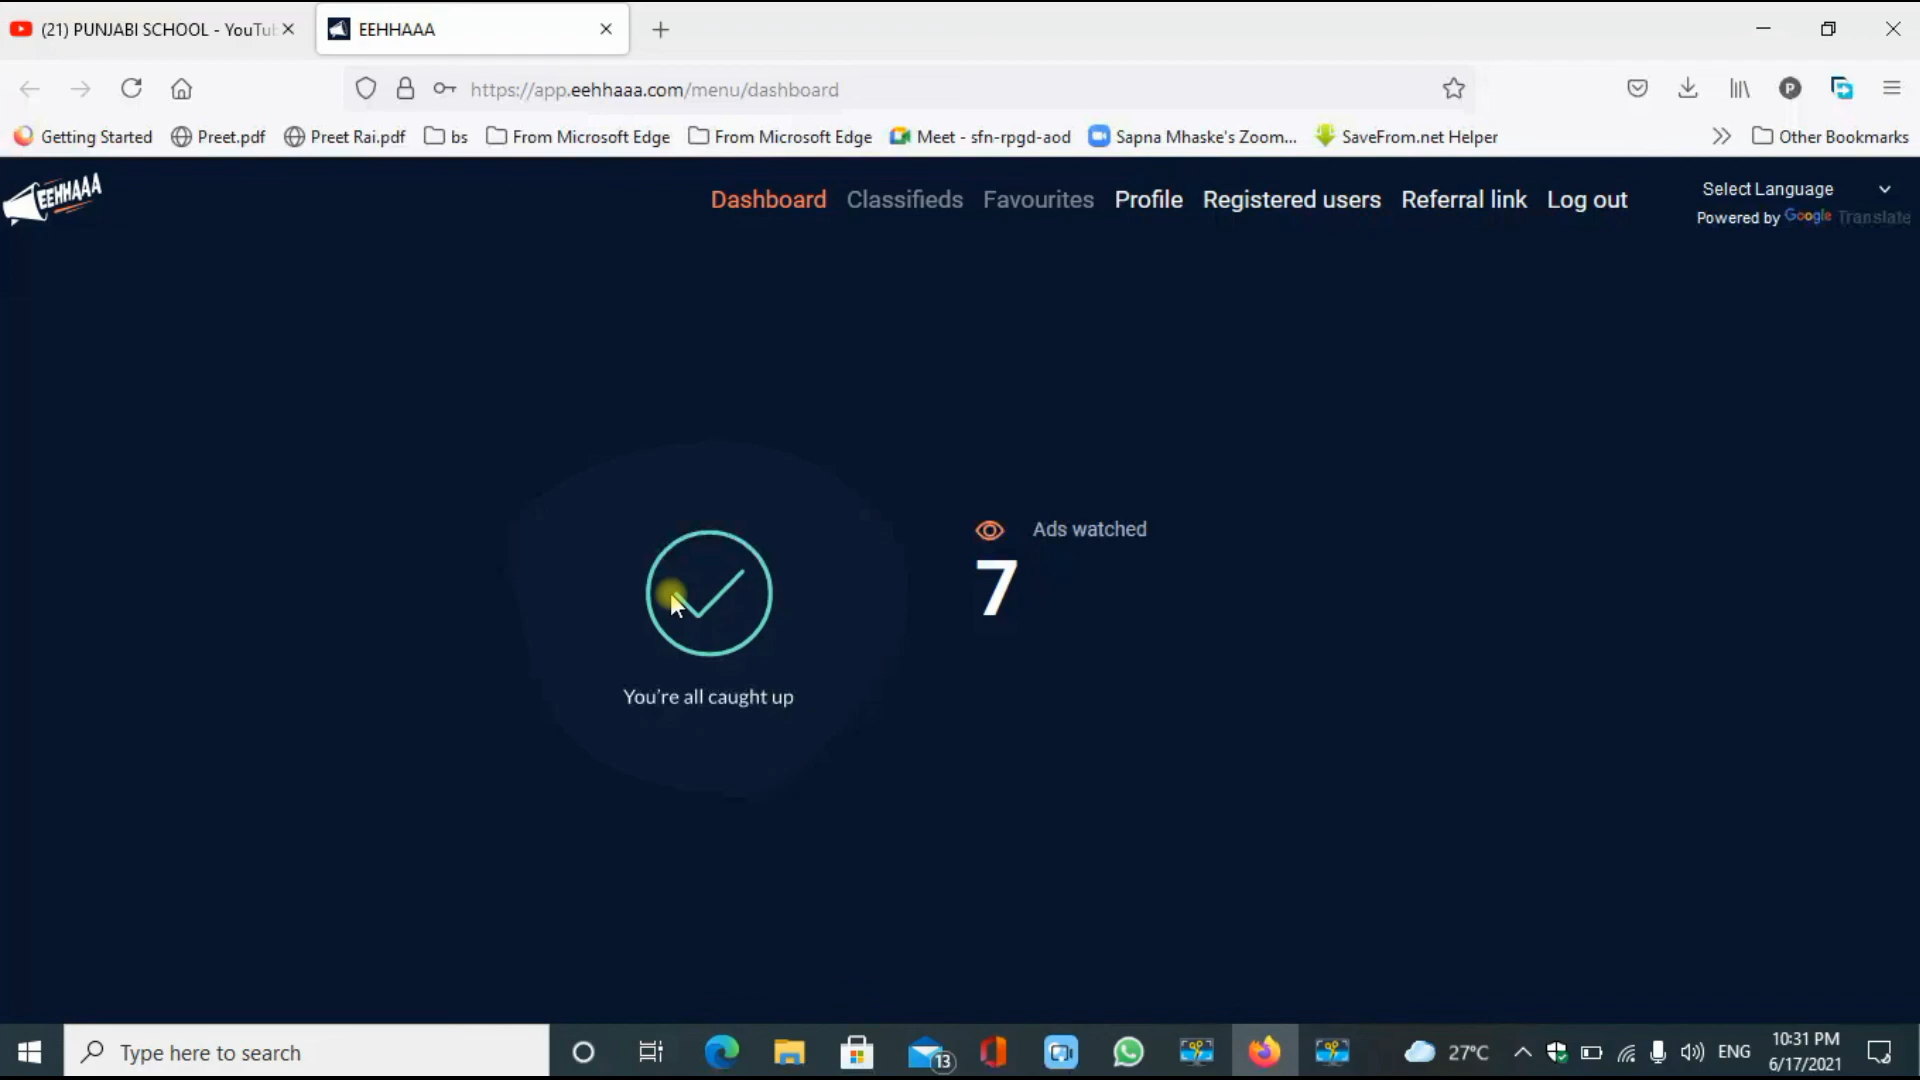 (21) PUNJABI SCHOOL - YouTu
EEHHAAA
https://app.eehhaaa.com/menu/dashboard
Getting Started
Preet.pdf
Preet Rai.pdf
bs
From Microsoft Edge
From Microsoft Edge
Meet - sfn-rpgd-aod
Sapna Mhaske's Zoom...
SaveFrom.net Helper
Other Bookmarks
EEHHAAA
Dashboard
Classifieds
Favourites
Profile
Registered users
Referral link
Log out
Select Language
Powered by Google Translate
Ads watched
7
You're all caught up
Type here to search
13
27°C
ENG
10:31 PM
6/17/2021